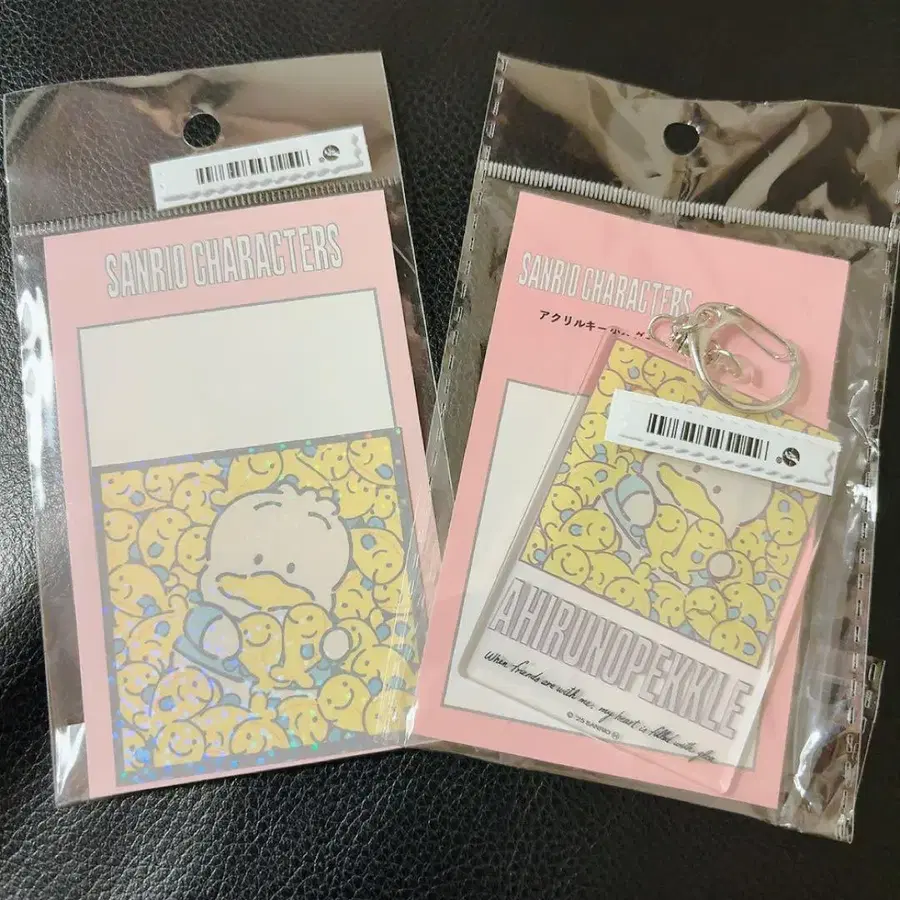 SANRIO CHARACTERS
SANRIO CHARACTERS
アクリルキー
AHIRUNOPEKKLE
When friends are with me, my heart is filled with
© '25 SANRIO